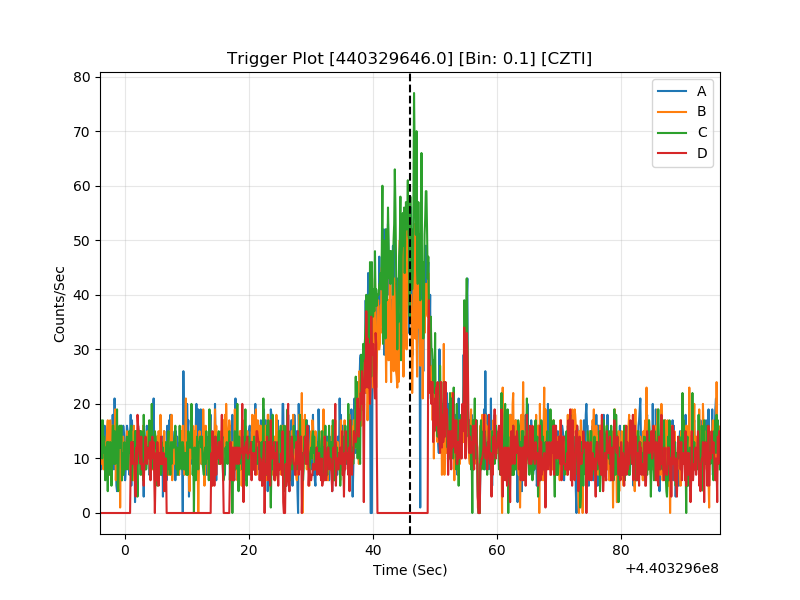 Trigger Plot [440329646.0] [Bin: 0.1] [CZTI]
80
70
60
50
40
30
20
10
0
Counts/Sec
A
B
C
D
0 20 40 60 80
Time (Sec)
+4.403296e8